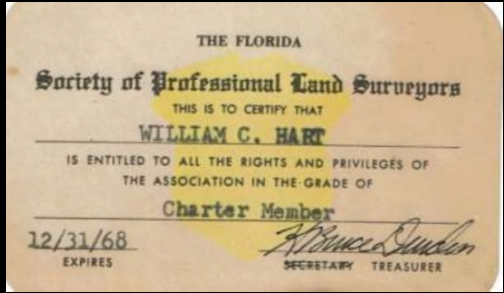 THE FLORIDA
Society of Professional Land Surveyors
THIS IS TO CERTIFY THAT
WILLIAM C. HART
IS ENTITLED TO ALL THE RIGHTS AND PRIVILEGES OF
THE ASSOCIATION IN THE GRADE OF
Charter Member
12/31/68
EXPIRES
SECRETARY TREASURER